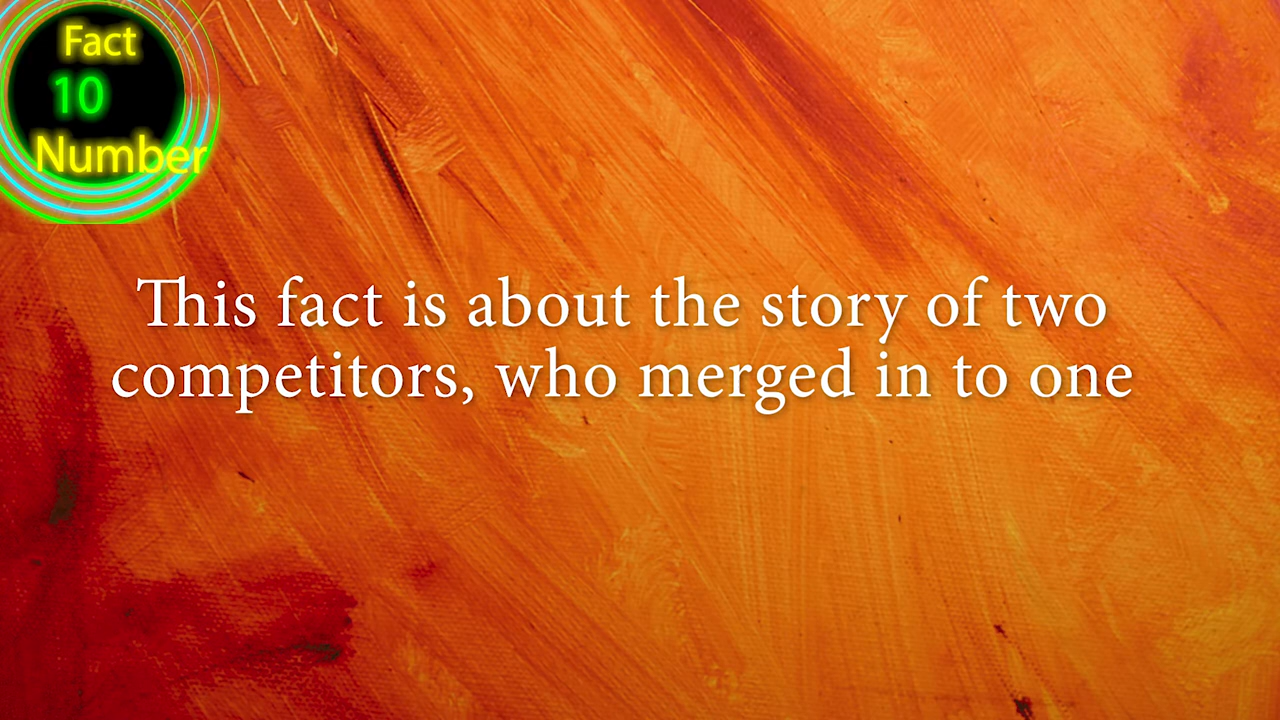 Fact
10
Number
This fact is about the story of two
competitors, who merged in to one